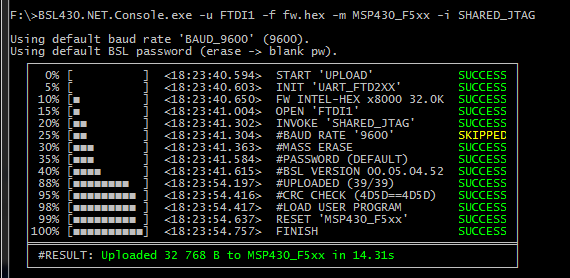 F:\>BSL430.NET.Console.exe -u FTDI1 -f fw.hex -m MSP430_F5xx -i SHARED_JTAG
Using default baud rate 'BAUD_9600' (9600).
Using default BSL password (erase -> blank pw).
0% [ ] <18:23:40.594> START 'UPLOAD' SUCCESS
5% [ ] <18:23:40.603> INIT 'UART_FTD2XX' SUCCESS
10% [■ ] <18:23:40.650> FW INTEL-HEX x8000 32.0K SUCCESS
15% [■ ] <18:23:41.004> OPEN 'FTDI1' SUCCESS
20% [■■ ] <18:23:41.302> INVOKE 'SHARED_JTAG' SUCCESS
25% [■■ ] <18:23:41.304> #BAUD RATE '9600' SKIPPED
30% [■■■ ] <18:23:41.363> #MASS ERASE SUCCESS
35% [■■■ ] <18:23:41.584> #PASSWORD (DEFAULT) SUCCESS
40% [■■■■ ] <18:23:41.615> #BSL VERSION 00.05.04.52 SUCCESS
88% [■■■■■■■■ ] <18:23:54.197> #UPLOADED (39/39) SUCCESS
95% [■■■■■■■■■ ] <18:23:54.416> #CRC CHECK (4D5D==4D5D) SUCCESS
98% [■■■■■■■■■ ] <18:23:54.417> #LOAD USER PROGRAM SUCCESS
99% [■■■■■■■■■ ] <18:23:54.637> RESET 'MSP430_F5xx' SUCCESS
100% [■■■■■■■■■■] <18:23:54.757> FINISH SUCCESS
#RESULT: Uploaded 32 768 B to MSP430_F5xx in 14.31s